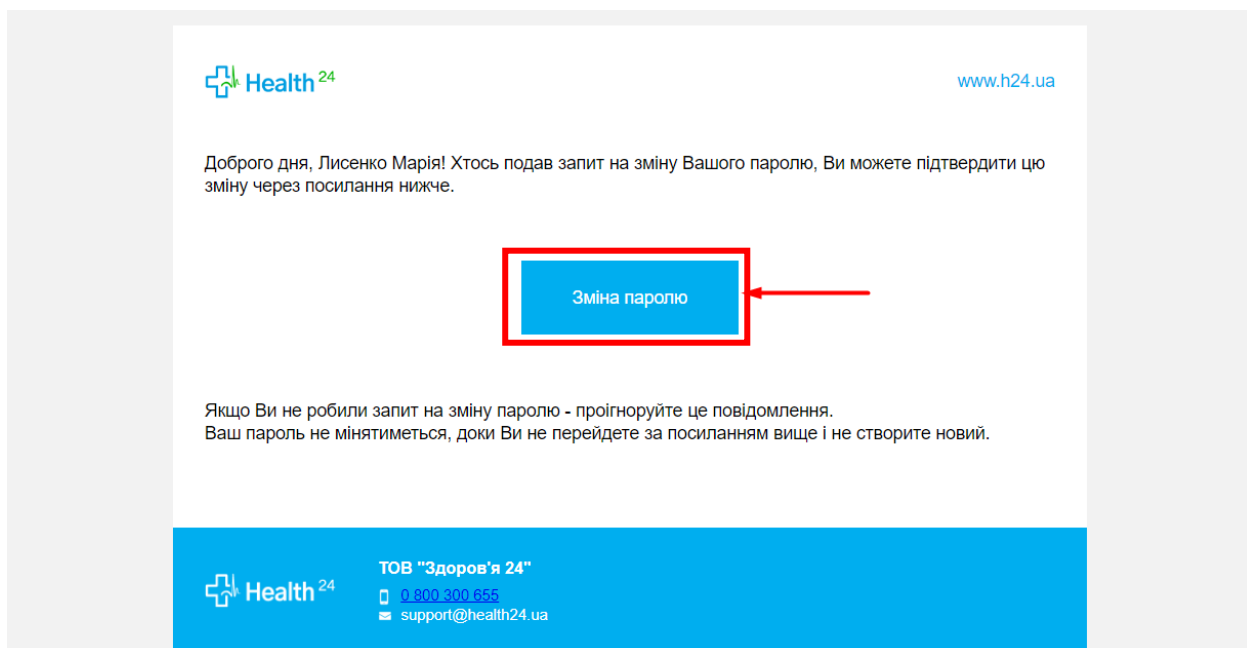 Health 24
www.h24.ua
Доброго дня, Лисенко Марія! Хтось подав запит на зміну Вашого паролю, Ви можете підтвердити цю
зміну через посилання нижче.
Зміна паролю
Якщо Ви не робили запит на зміну паролю - проігноруйте це повідомлення.
Ваш пароль не мінятиметься, доки Ви не перейдете за посиланням вище і не створите новий.
Health 24
ТОВ "Здоров'я 24"
0 800 300 655
support@health24.ua